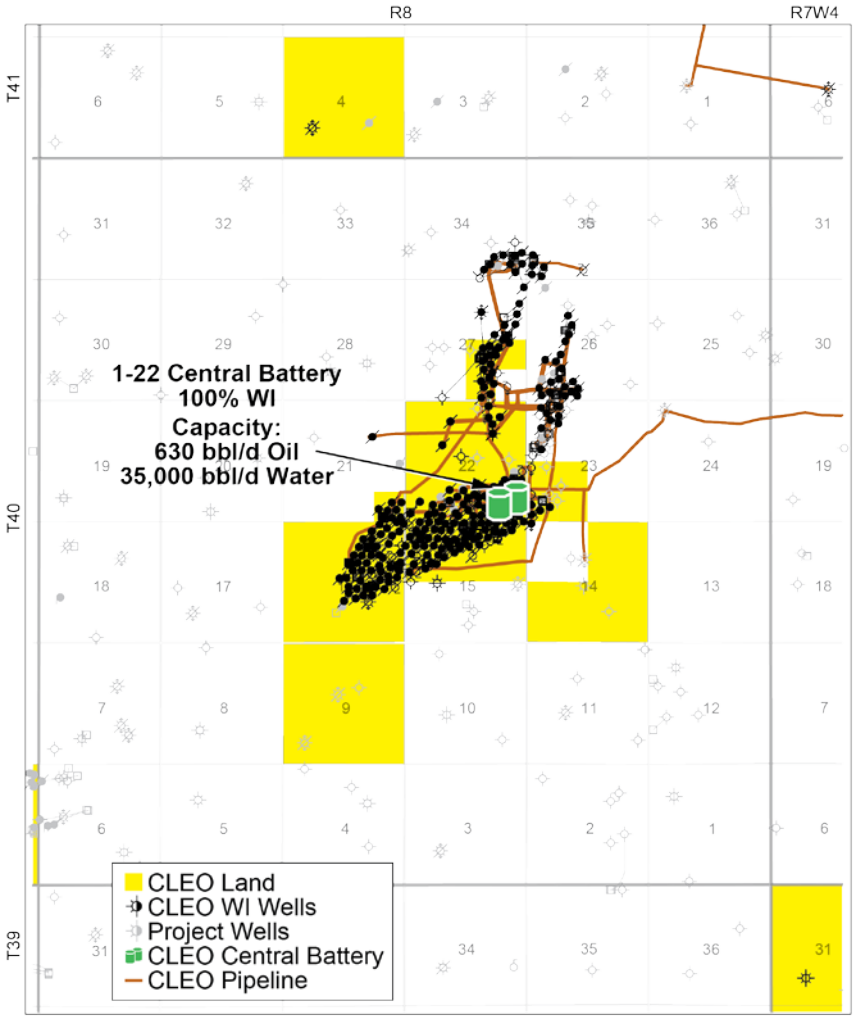 R8
R7W4
T41
6 5 4 3 2 1 6
31 32 33 34 35 36 31
30 29 28 27 26 25 30
1-22 Central Battery
100% WI
Capacity:
630 bbl/d Oil
35,000 bbl/d Water
19 20 21 22 23 24 19
T40
18 17 15 14 13 18
7 8 9 10 11 12 7
6 5 4 3 2 1 6
T39
31 34 35 36 31
CLEO Land
CLEO WI Wells
Project Wells
CLEO Central Battery
CLEO Pipeline